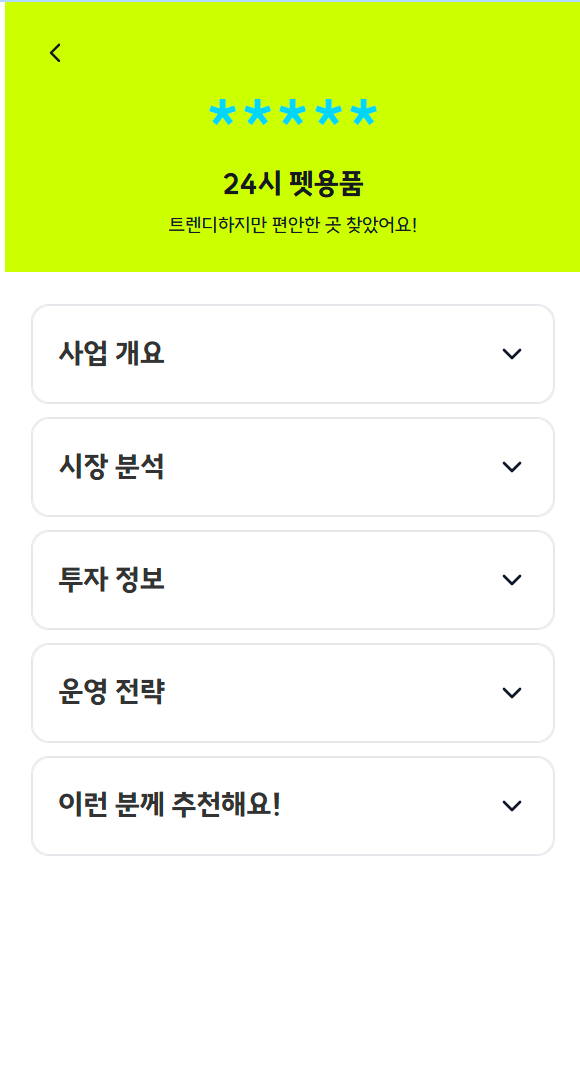 *****
24시 펫용품
트렌디하지만 편안한 곳 찾았어요!
사업 개요
시장 분석
투자 정보
운영 전략
이런 분께 추천해요!